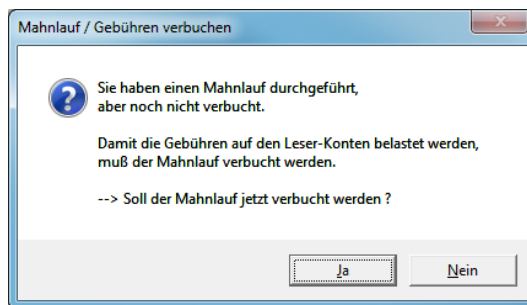 Mahnlauf / Gebühren verbuchen
Sie haben einen Mahnlauf durchgeführt,
aber noch nicht verbucht.
Damit die Gebühren auf den Leser-Konten belastet werden,
muß der Mahnlauf verbucht werden.
--> Soll der Mahnlauf jetzt verbucht werden ?
Ja
Nein